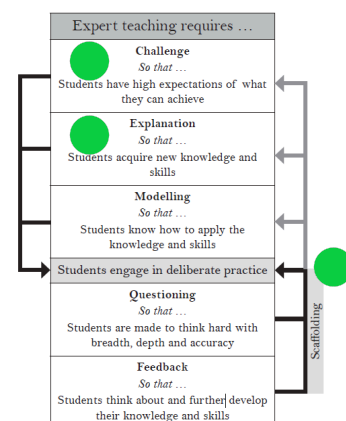 Expert teaching requires …
Challenge
So that …
Students have high expectations of what
they can achieve
Explanation
So that …
Students acquire new knowledge and
skills
Modelling
So that …
Students know how to apply the
knowledge and skills
Students engage in deliberate practice
Questioning
So that …
Students are made to think hard with
breadth, depth and accuracy
Feedback
So that …
Students think about and further develop
their knowledge and skills
Scaffolding